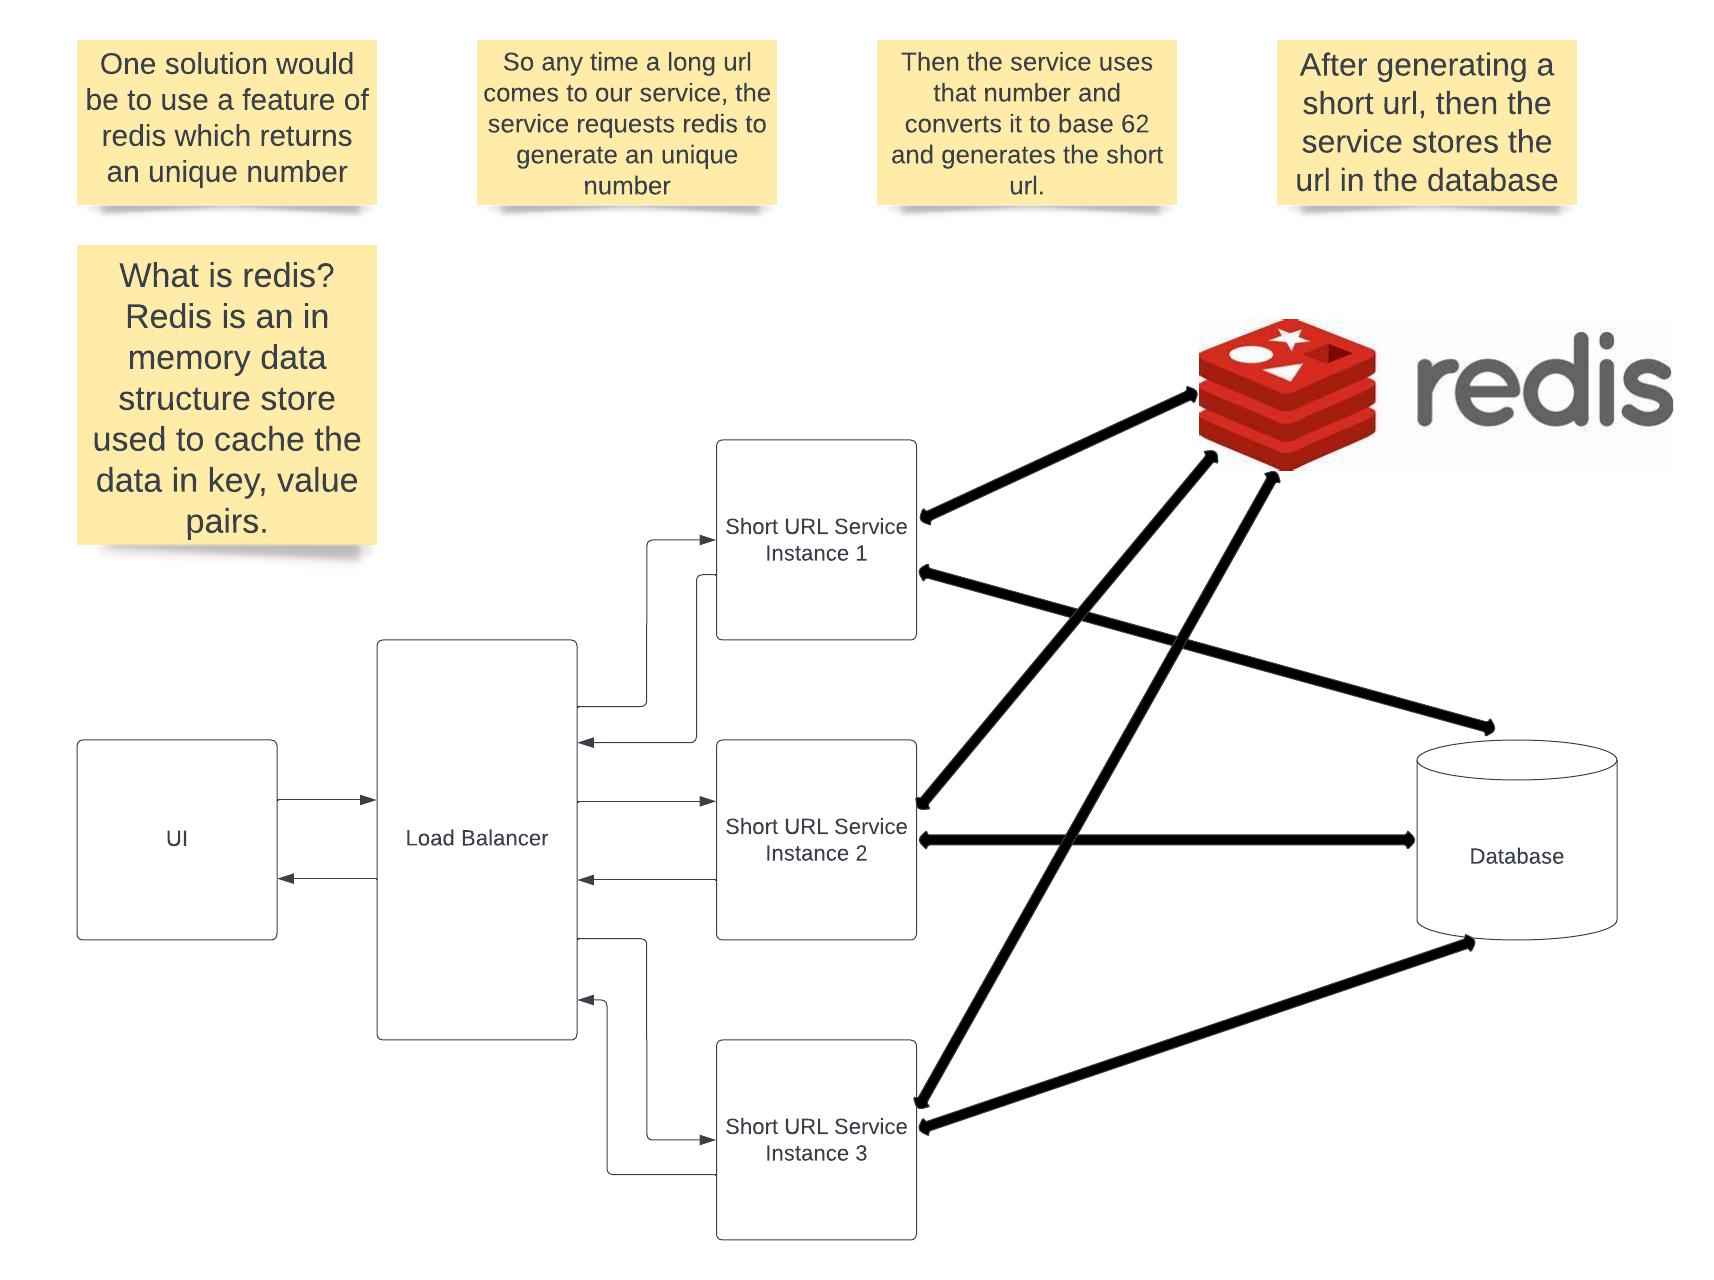 One solution would
be to use a feature of
redis which returns
an unique number
So any time a long url
comes to our service, the
service requests redis to
generate an unique
number
Then the service uses
that number and
converts it to base 62
and generates the short
url.
After generating a
short url, then the
service stores the
url in the database
What is redis?
Redis is an in
memory data
structure store
used to cache the
data in key, value
pairs.
redis
Short URL Service
Instance 1
UI
Load Balancer
Short URL Service
Instance 2
Database
Short URL Service
Instance 3